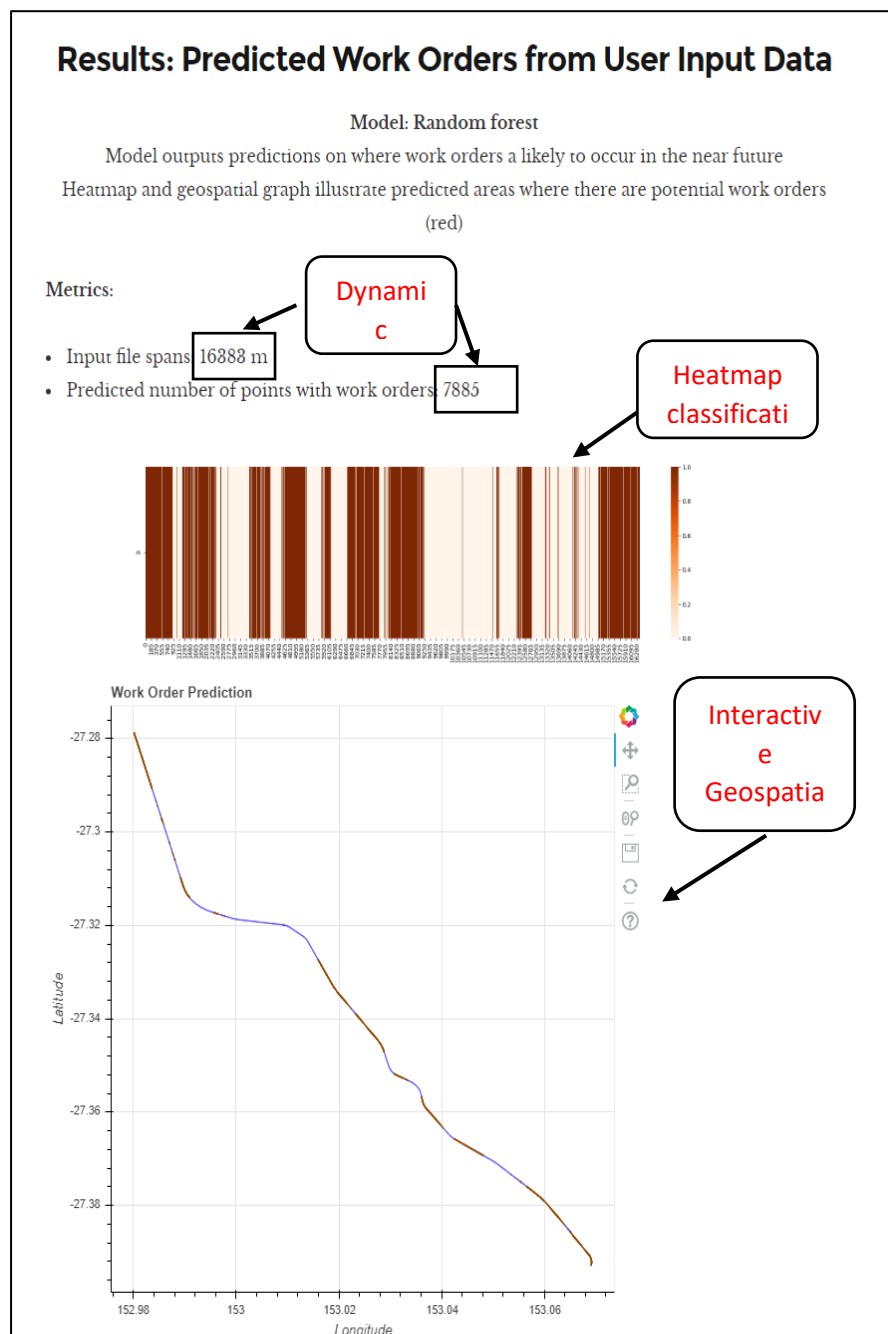 Results: Predicted Work Orders from User Input Data
Model: Random forest
Model outputs predictions on where work orders a likely to occur in the near future
Heatmap and geospatial graph illustrate predicted areas where there are potential work orders
(red)
Metrics:
Dynami
c
• Input file spans: 16383 m
• Predicted number of points with work orders: 7885
Heatmap
classificati
1.0
0.8
0.6
0.4
0.2
0.0
0
Work Order Prediction
Interactiv
e
Geospatia
-27.28
-27.3
-27.32
-27.34
-27.36
-27.38
Latitude
152.98 153 153.02 153.04 153.06
Longitude